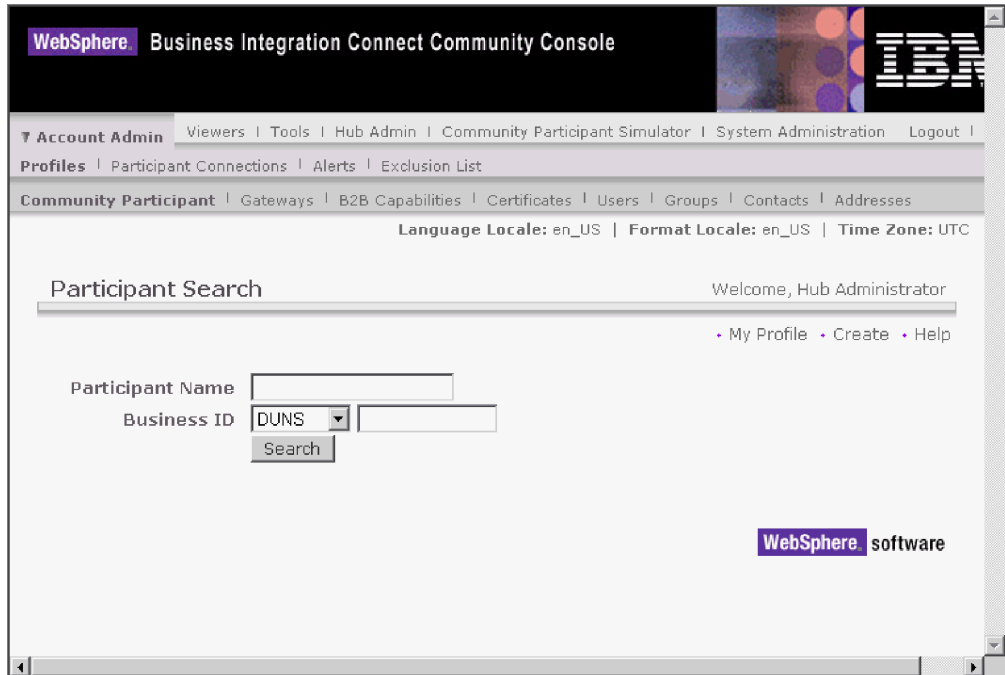 WebSphere. Business Integration Connect Community Console
IBM
Account Admin Viewers | Tools | Hub Admin | Community Participant Simulator | System Administration Logout |
Profiles | Participant Connections | Alerts | Exclusion List
Community Participant | Gateways | B2B Capabilities | Certificates | Users | Groups | Contacts | Addresses
Language Locale: en_US | Format Locale: en_US | Time Zone: UTC
Participant Search Welcome, Hub Administrator
My Profile Create Help
Participant Name
Business ID DUNS
Search
WebSphere. software